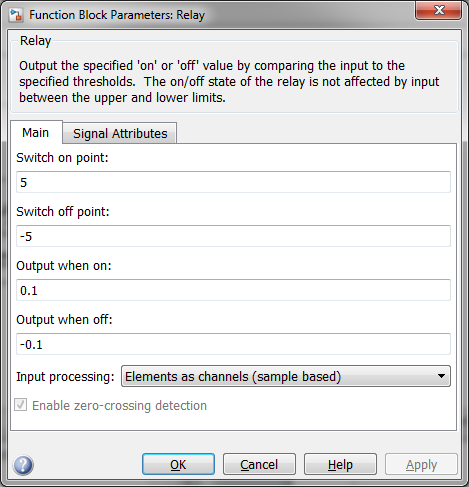 Function Block Parameters: Relay
Relay
Output the specified 'on' or 'off' value by comparing the input to the
specified thresholds.  The on/off state of the relay is not affected by input
between the upper and lower limits.
Main
Signal Attributes
Switch on point:
5
Switch off point:
-5
Output when on:
0.1
Output when off:
-0.1
Input processing: Elements as channels (sample based)
Enable zero-crossing detection
OK Cancel Help Apply